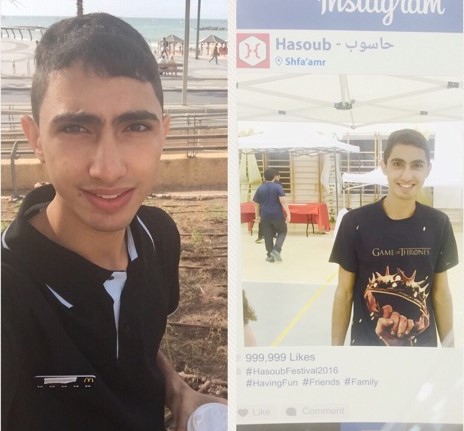 Instagram
Hasoub - حاسوب
Shfa'amr
GAME OF THRONES
999,999 Likes
#HasoubFestival2016
#HavingFun #Friends #Family
Like
Comment